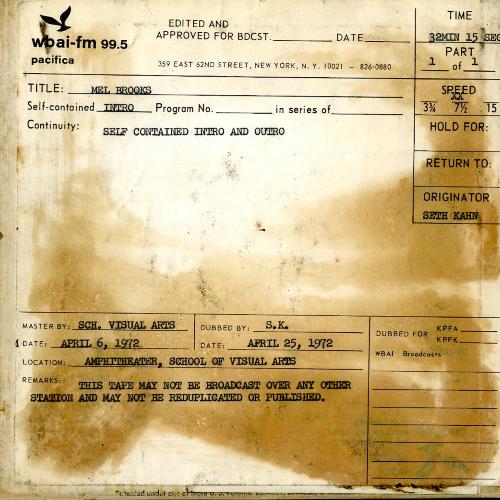 wbai-fm 99.5
pacifica
EDITED AND
APPROVED FOR BDCST. DATE
359 EAST 62ND STREET, NEW YORK, N.Y. 10021 — 826-0880
TIME
32MIN 15 SEC
PART
1 of 1
TITLE: MEL BROOKS
Self-contained INTRO Program No. in series of
Continuity: SELF CONTAINED INTRO AND OUTRO
SPEED
XX
3¾ 7½ 15
HOLD FOR:
RETURN TO:
ORIGINATOR
SETH KAHN
MASTER BY: SCH. VISUAL ARTS
DUBBED BY: S.K.
DATE: APRIL 6, 1972
DATE: APRIL 25, 1972
LOCATION: AMPHITHEATER, SCHOOL OF VISUAL ARTS
REMARKS: THIS TAPE MAY NOT BE BROADCAST OVER ANY OTHER
STATION AND MAY NOT BE REDUPLICATED OR PUBLISHED.
DUBBED FOR: KPFA
KPFK
WBAI Broadcasts
Patented under one or more U. S.